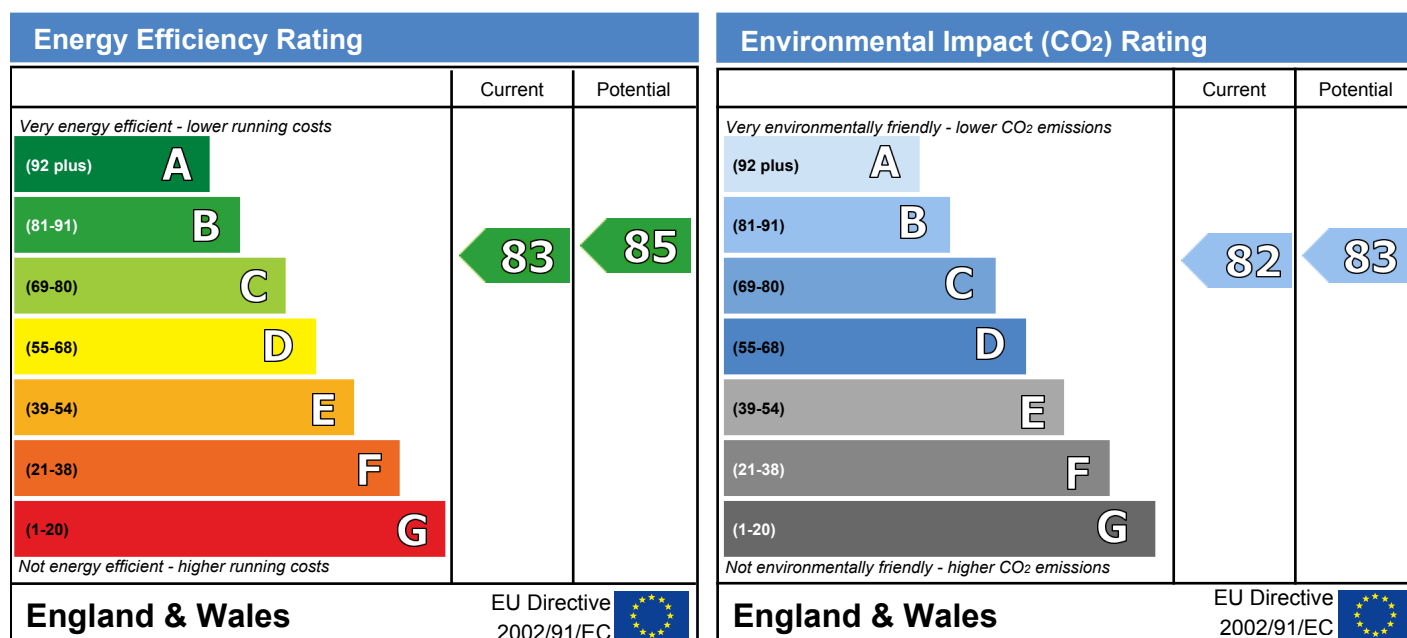 Energy Efficiency Rating
Current Potential
Very energy efficient - lower running costs
(92 plus) A
(81-91) B
(69-80) C
(55-68) D
(39-54) E
(21-38) F
(1-20) G
83 85
Not energy efficient - higher running costs
England & Wales
EU Directive
2002/91/EC
Environmental Impact (CO2) Rating
Current Potential
Very environmentally friendly - lower CO2 emissions
(92 plus) A
(81-91) B
(69-80) C
(55-68) D
(39-54) E
(21-38) F
(1-20) G
82 83
Not environmentally friendly - higher CO2 emissions
England & Wales
EU Directive
2002/91/EC